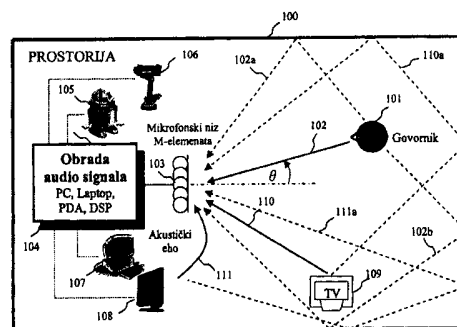 100
PROSTORIJA
106
102a
110a
105
101
Mikrofonski niz
M-elemenata
102
Govornik
103
θ
Obrada
audio signala
PC, Laptop,
PDA, DSP
110
111a
104
Akustički
eho
102b
107
111
109
TV
108